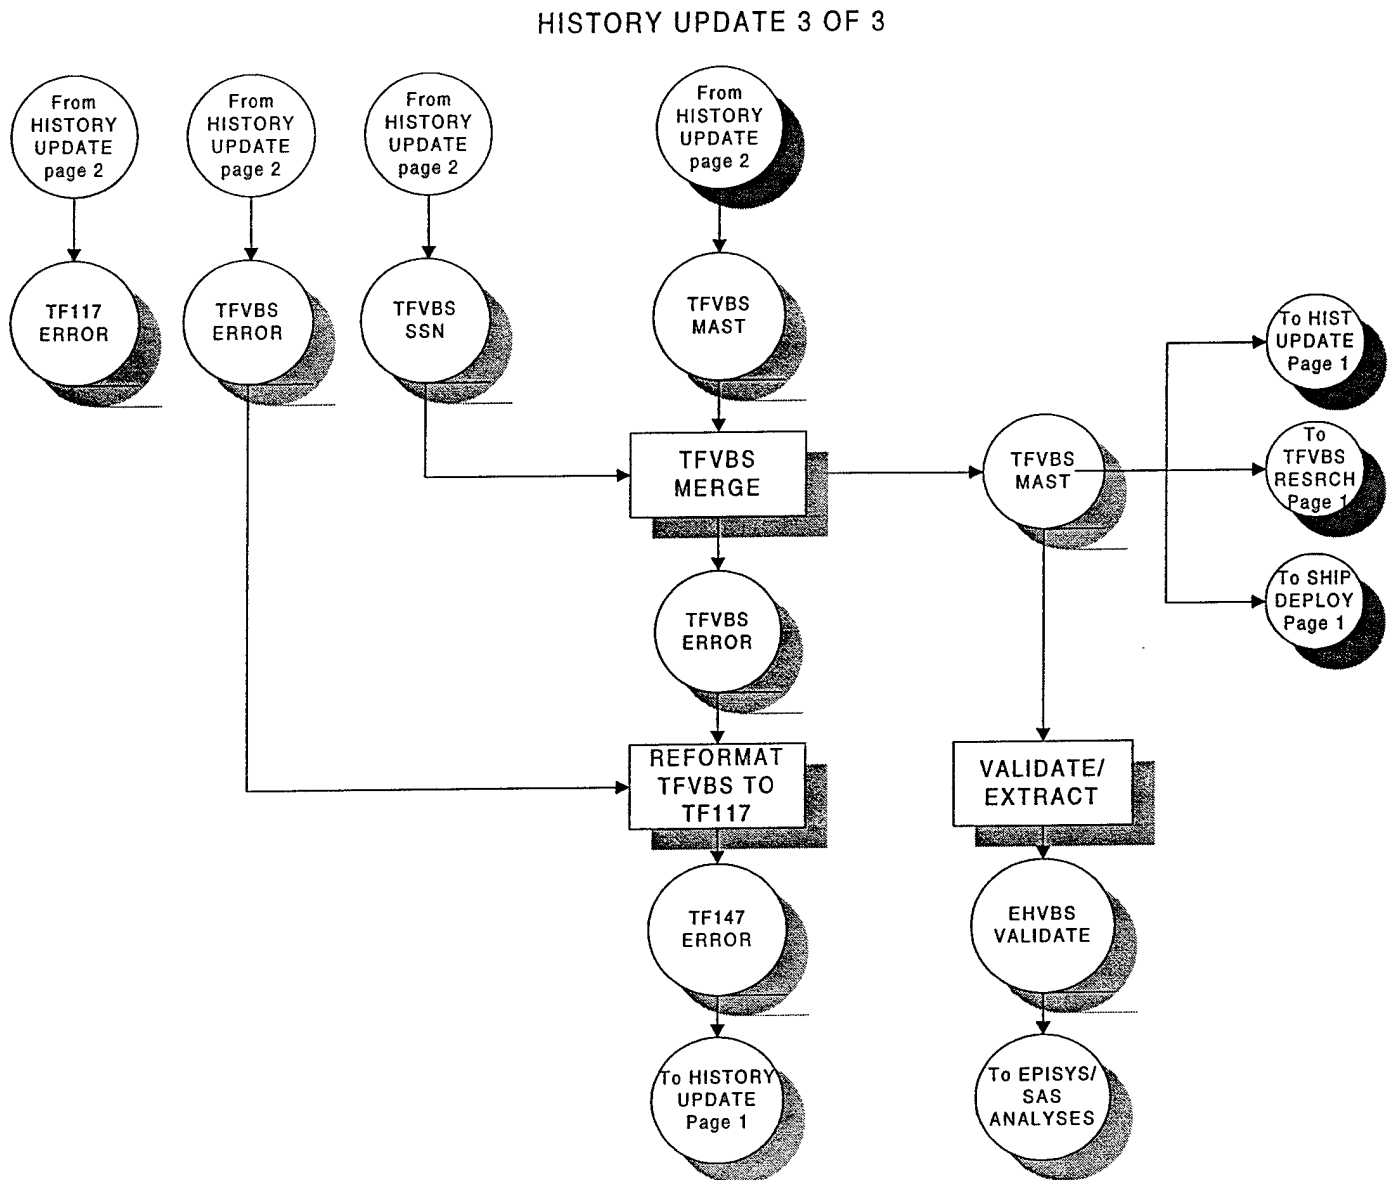 HISTORY UPDATE 3 OF 3
From
HISTORY
UPDATE
page 2
From
HISTORY
UPDATE
page 2
From
HISTORY
UPDATE
page 2
From
HISTORY
UPDATE
page 2
TF117
ERROR
TFVBS
ERROR
TFVBS
SSN
TFVBS
MAST
To HIST
UPDATE
Page 1
TFVBS
MERGE
TFVBS
MAST
To
TFVBS
RESRCH
Page 1
To SHIP
DEPLOY
Page 1
TFVBS
ERROR
REFORMAT
TFVBS TO
TF117
VALIDATE/
EXTRACT
TF147
ERROR
EHVBS
VALIDATE
To HISTORY
UPDATE
Page 1
To EPISYS/
SAS
ANALYSES